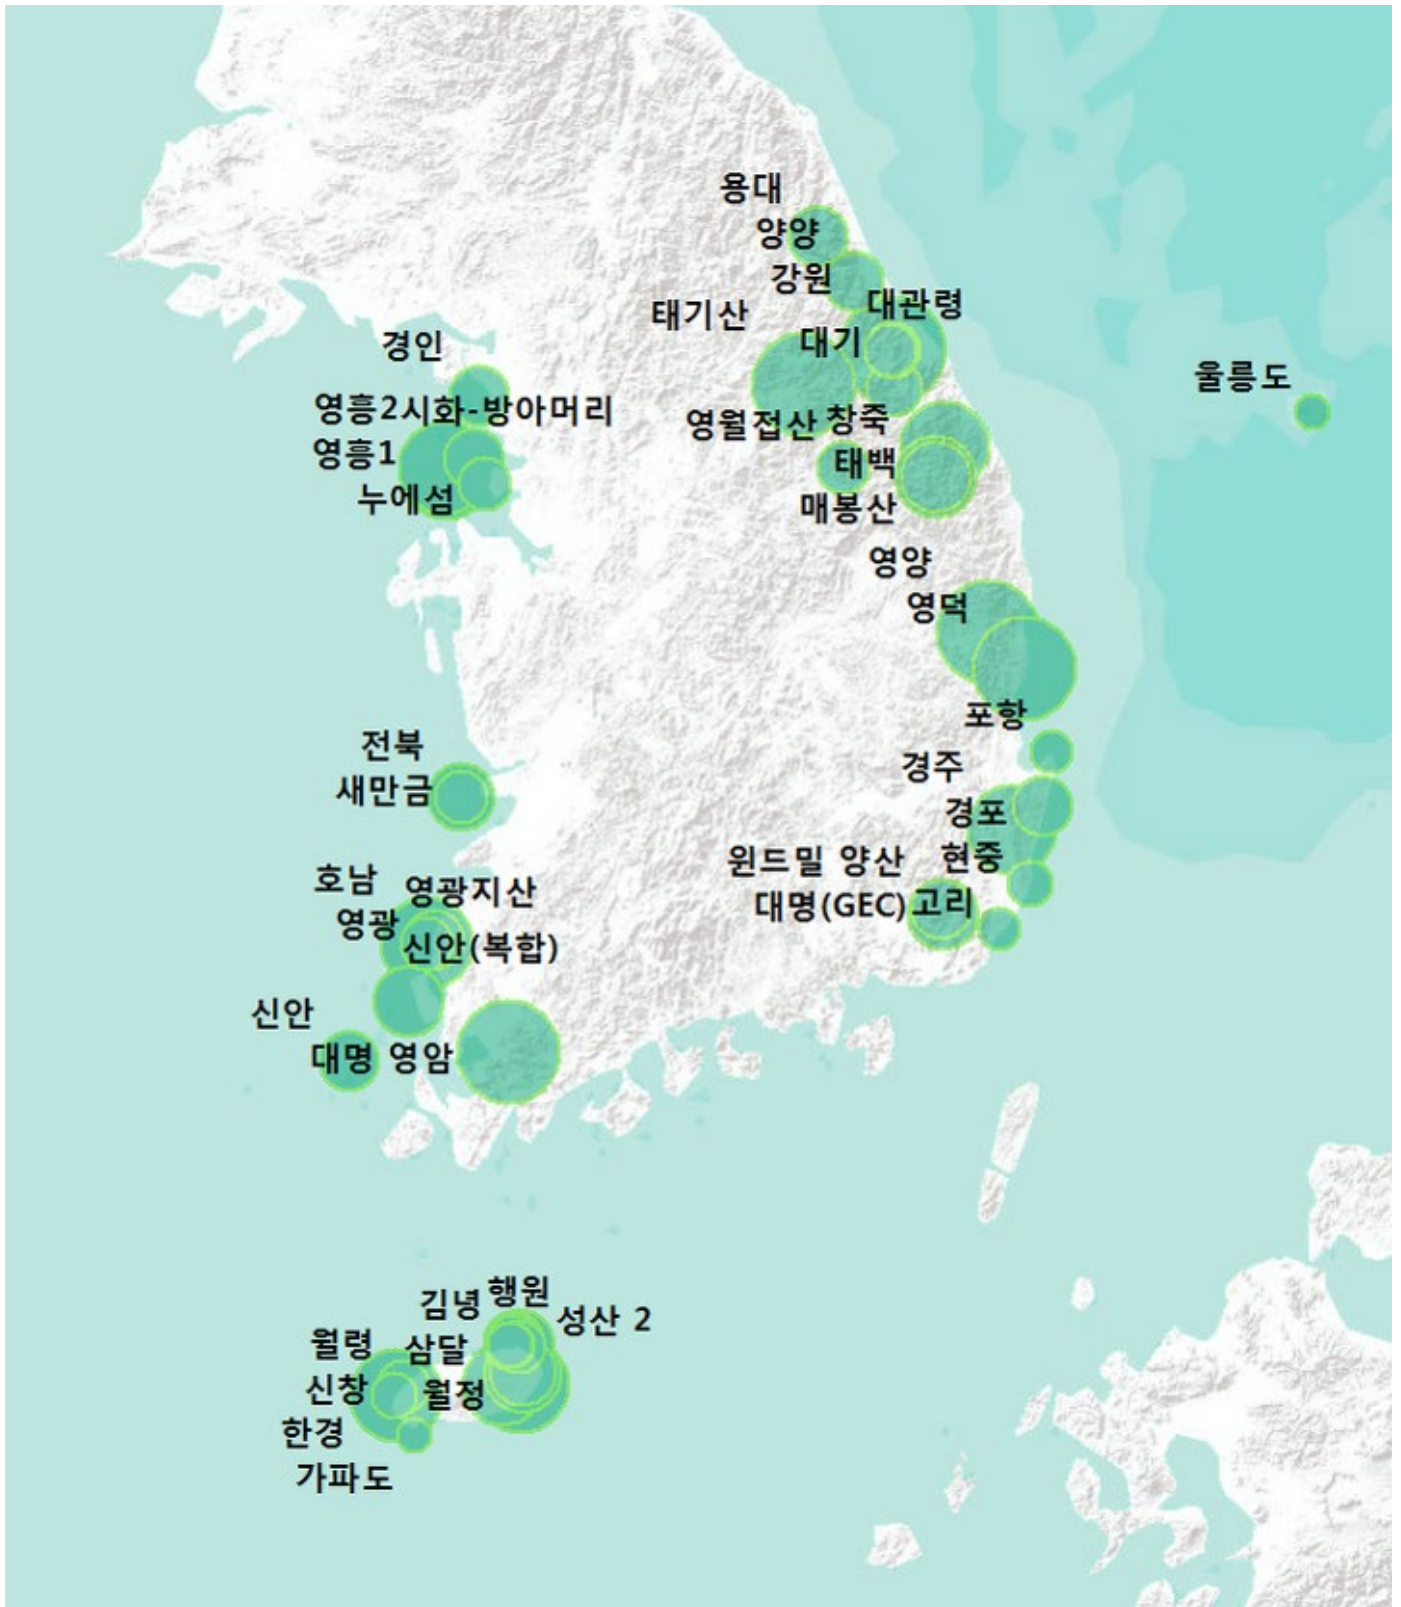 용대
양양
강원
대관령
태기산
대기
경인
울릉도
영흥2시화-방아머리
영월접산 창죽
영흥1
태백
누에섬
매봉산
영양
영덕
포항
전북
경주
새만금
경포
윈드밀 양산 현중
호남 영광지산
대명(GEC)고리
영광
신안(복합)
신안
대명 영암
김녕 행원
성산 2
월령 삼달
신창 월정
한경
가파도